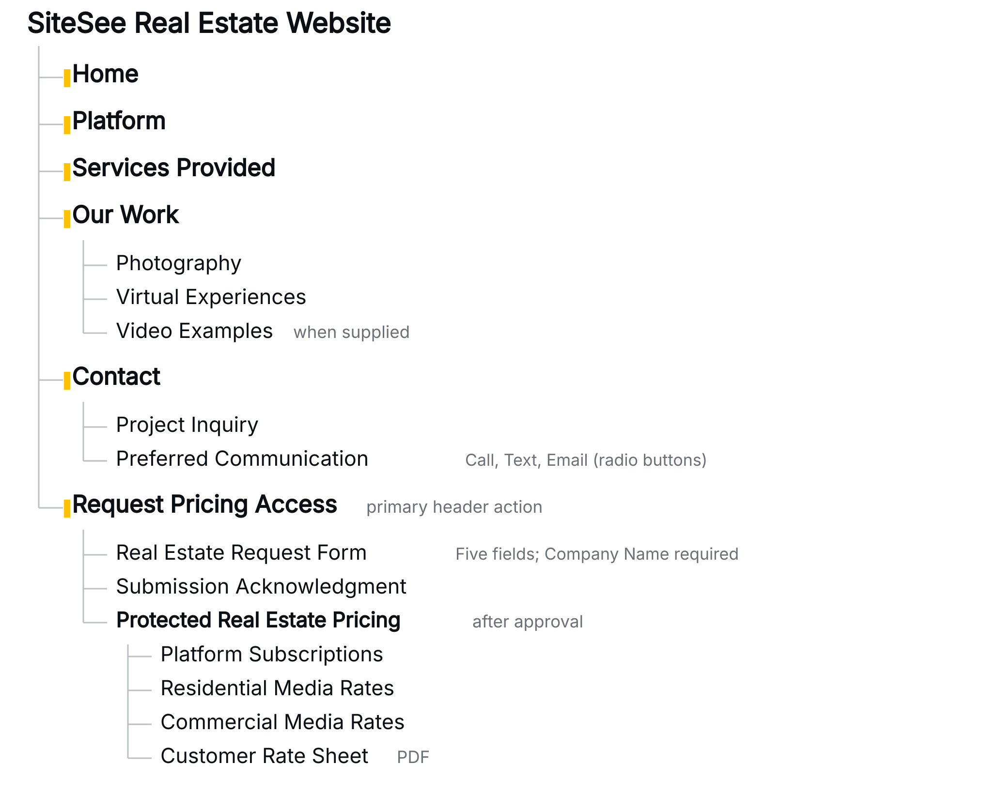 SiteSee Real Estate Website
Home
Platform
Services Provided
Our Work
Photography
Virtual Experiences
Video Examples when supplied
Contact
Project Inquiry
Preferred Communication Call, Text, Email (radio buttons)
Request Pricing Access primary header action
Real Estate Request Form Five fields; Company Name required
Submission Acknowledgment
Protected Real Estate Pricing after approval
Platform Subscriptions
Residential Media Rates
Commercial Media Rates
Customer Rate Sheet PDF